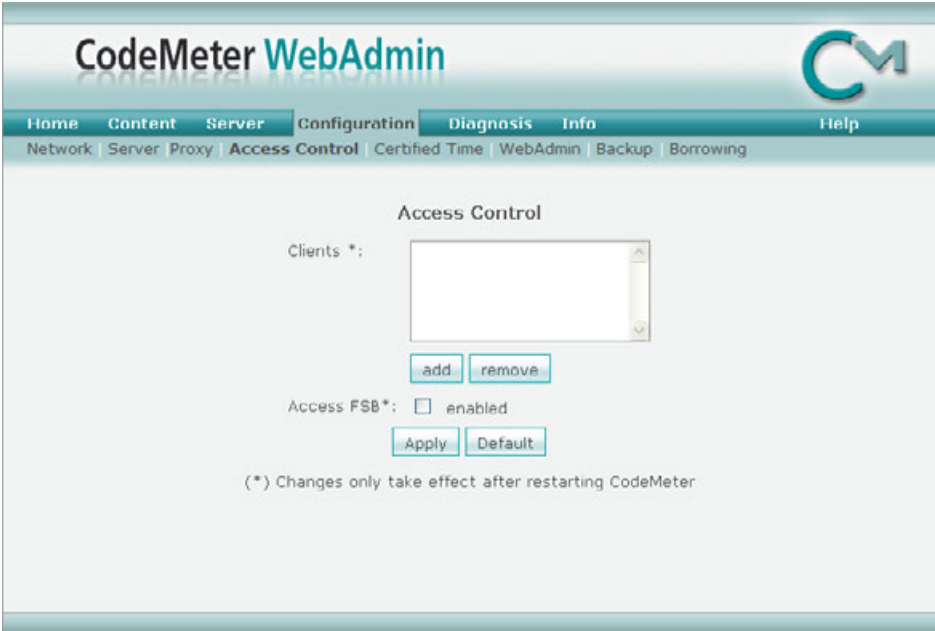 CodeMeter WebAdmin
CM
Home Content Server Configuration Diagnosis Info Help
Network | Server | Proxy | Access Control | Certified Time | WebAdmin | Backup | Borrowing
Access Control
Clients *:
add remove
Access FSB*: enabled
Apply Default
(*) Changes only take effect after restarting CodeMeter